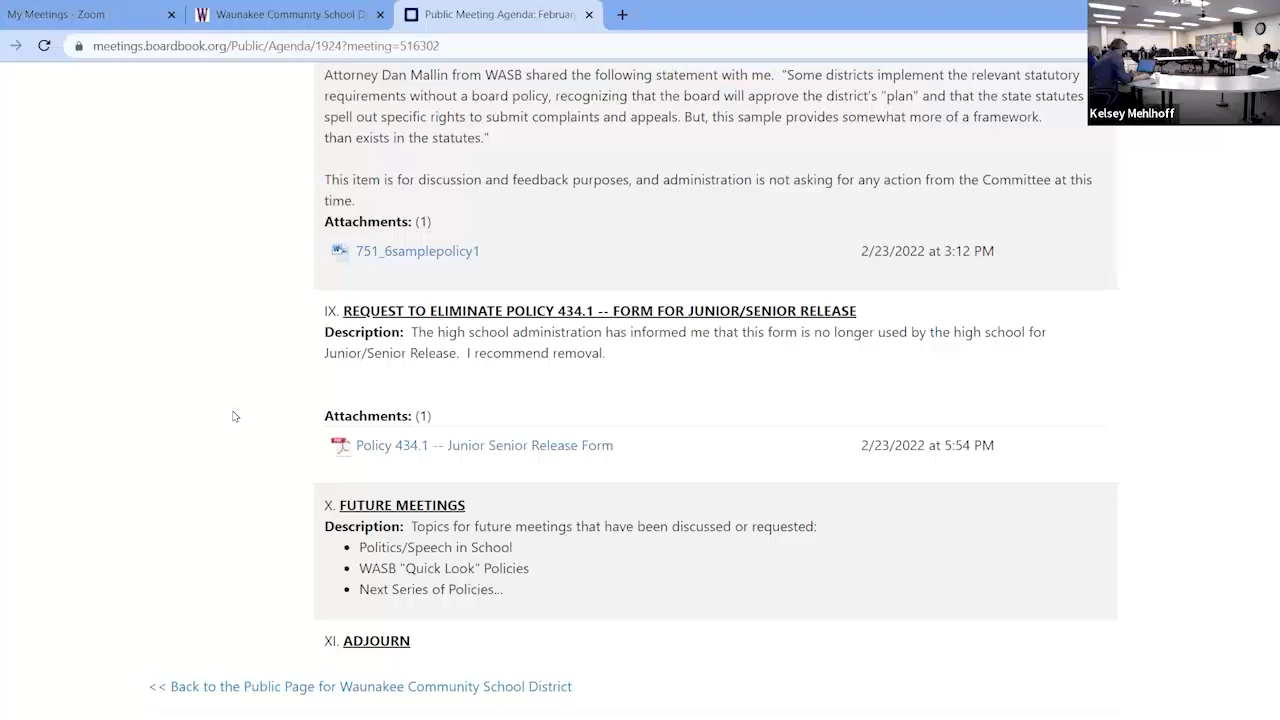 My Meetings - Zoom
Waunakee Community School D
Public Meeting Agenda: Februar
meetings.boardbook.org/Public/Agenda/1924?meeting=516302
Kelsey Mehlhoff
Attorney Dan Mallin from WASB shared the following statement with me. "Some districts implement the relevant statutory
requirements without a board policy, recognizing that the board will approve the district's "plan" and that the state statutes
spell out some ways to submit complaints and appeals. But, this sample provides somewhat more of a framework.
than exists in the statutes."
This item is for discussion and feedback purposes, and administration is not asking for any action from the Committee at this
time.
Attachments: (1)
751_6samplepolicy1 2/23/2022 at 3:12 PM
IX. REQUEST TO ELIMINATE POLICY 434.1 -- FORM FOR JUNIOR/SENIOR RELEASE
Description: The high school administration has informed me that this form is no longer used by the high school for
Junior/Senior Release. I recommend removal.
Attachments: (1)
Policy 434.1 -- Junior Senior Release Form 2/23/2022 at 5:54 PM
X. FUTURE MEETINGS
Description: Topics for future meetings that have been discussed or requested:
• Politics/Speech in School
• WASB "Quick Look" Policies
• Next Series of Policies...
XI. ADJOURN
<< Back to the Public Page for Waunakee Community School District